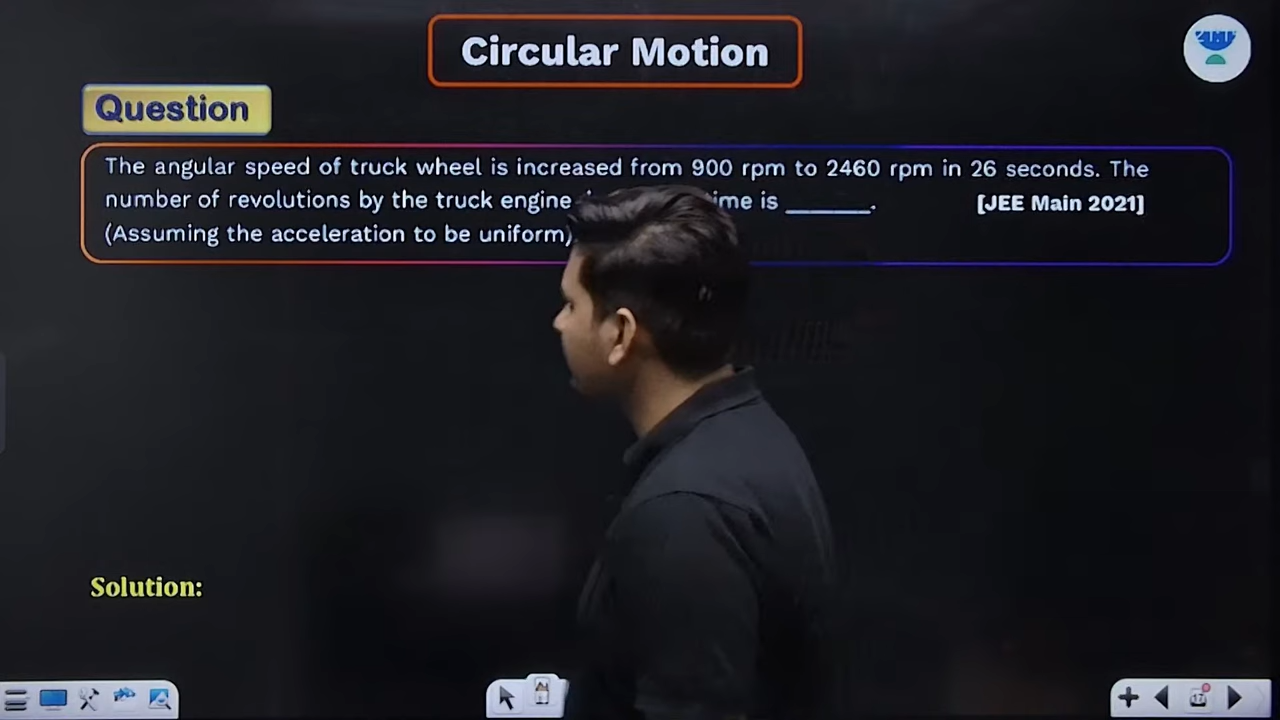 Circular Motion
Question
The angular speed of truck wheel is increased from 900 rpm to 2460 rpm in 26 seconds. The
number of revolutions by the truck engine is _______.
[JEE Main 2021]
(Assuming the acceleration to be uniform)
Solution:
17